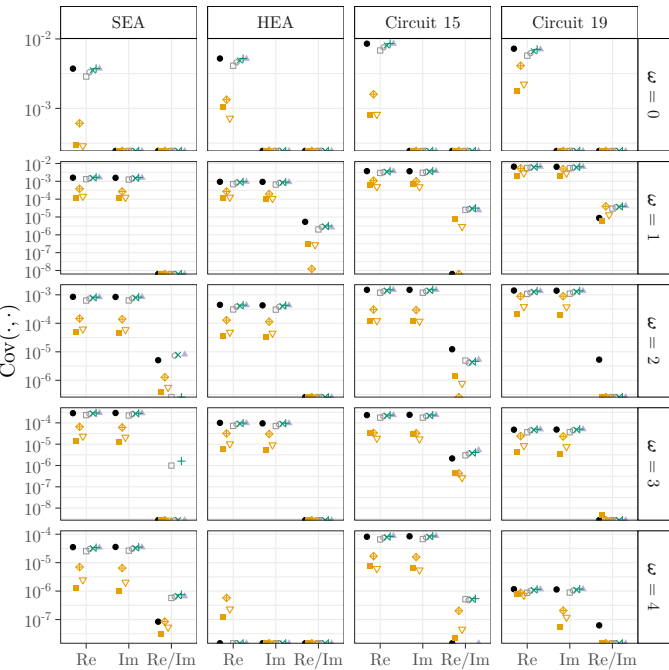 SEA HEA Circuit 15 Circuit 19
Cov(·,·)
10⁻²
10⁻³
ω = 0
10⁻²
10⁻³
10⁻⁴
10⁻⁵
10⁻⁶
10⁻⁷
10⁻⁸
ω = 1
10⁻³
10⁻⁴
10⁻⁵
10⁻⁶
ω = 2
10⁻⁴
10⁻⁵
10⁻⁶
10⁻⁷
10⁻⁸
ω = 3
10⁻⁴
10⁻⁵
10⁻⁶
10⁻⁷
ω = 4
Re Im Re/Im Re Im Re/Im Re Im Re/Im Re Im Re/Im